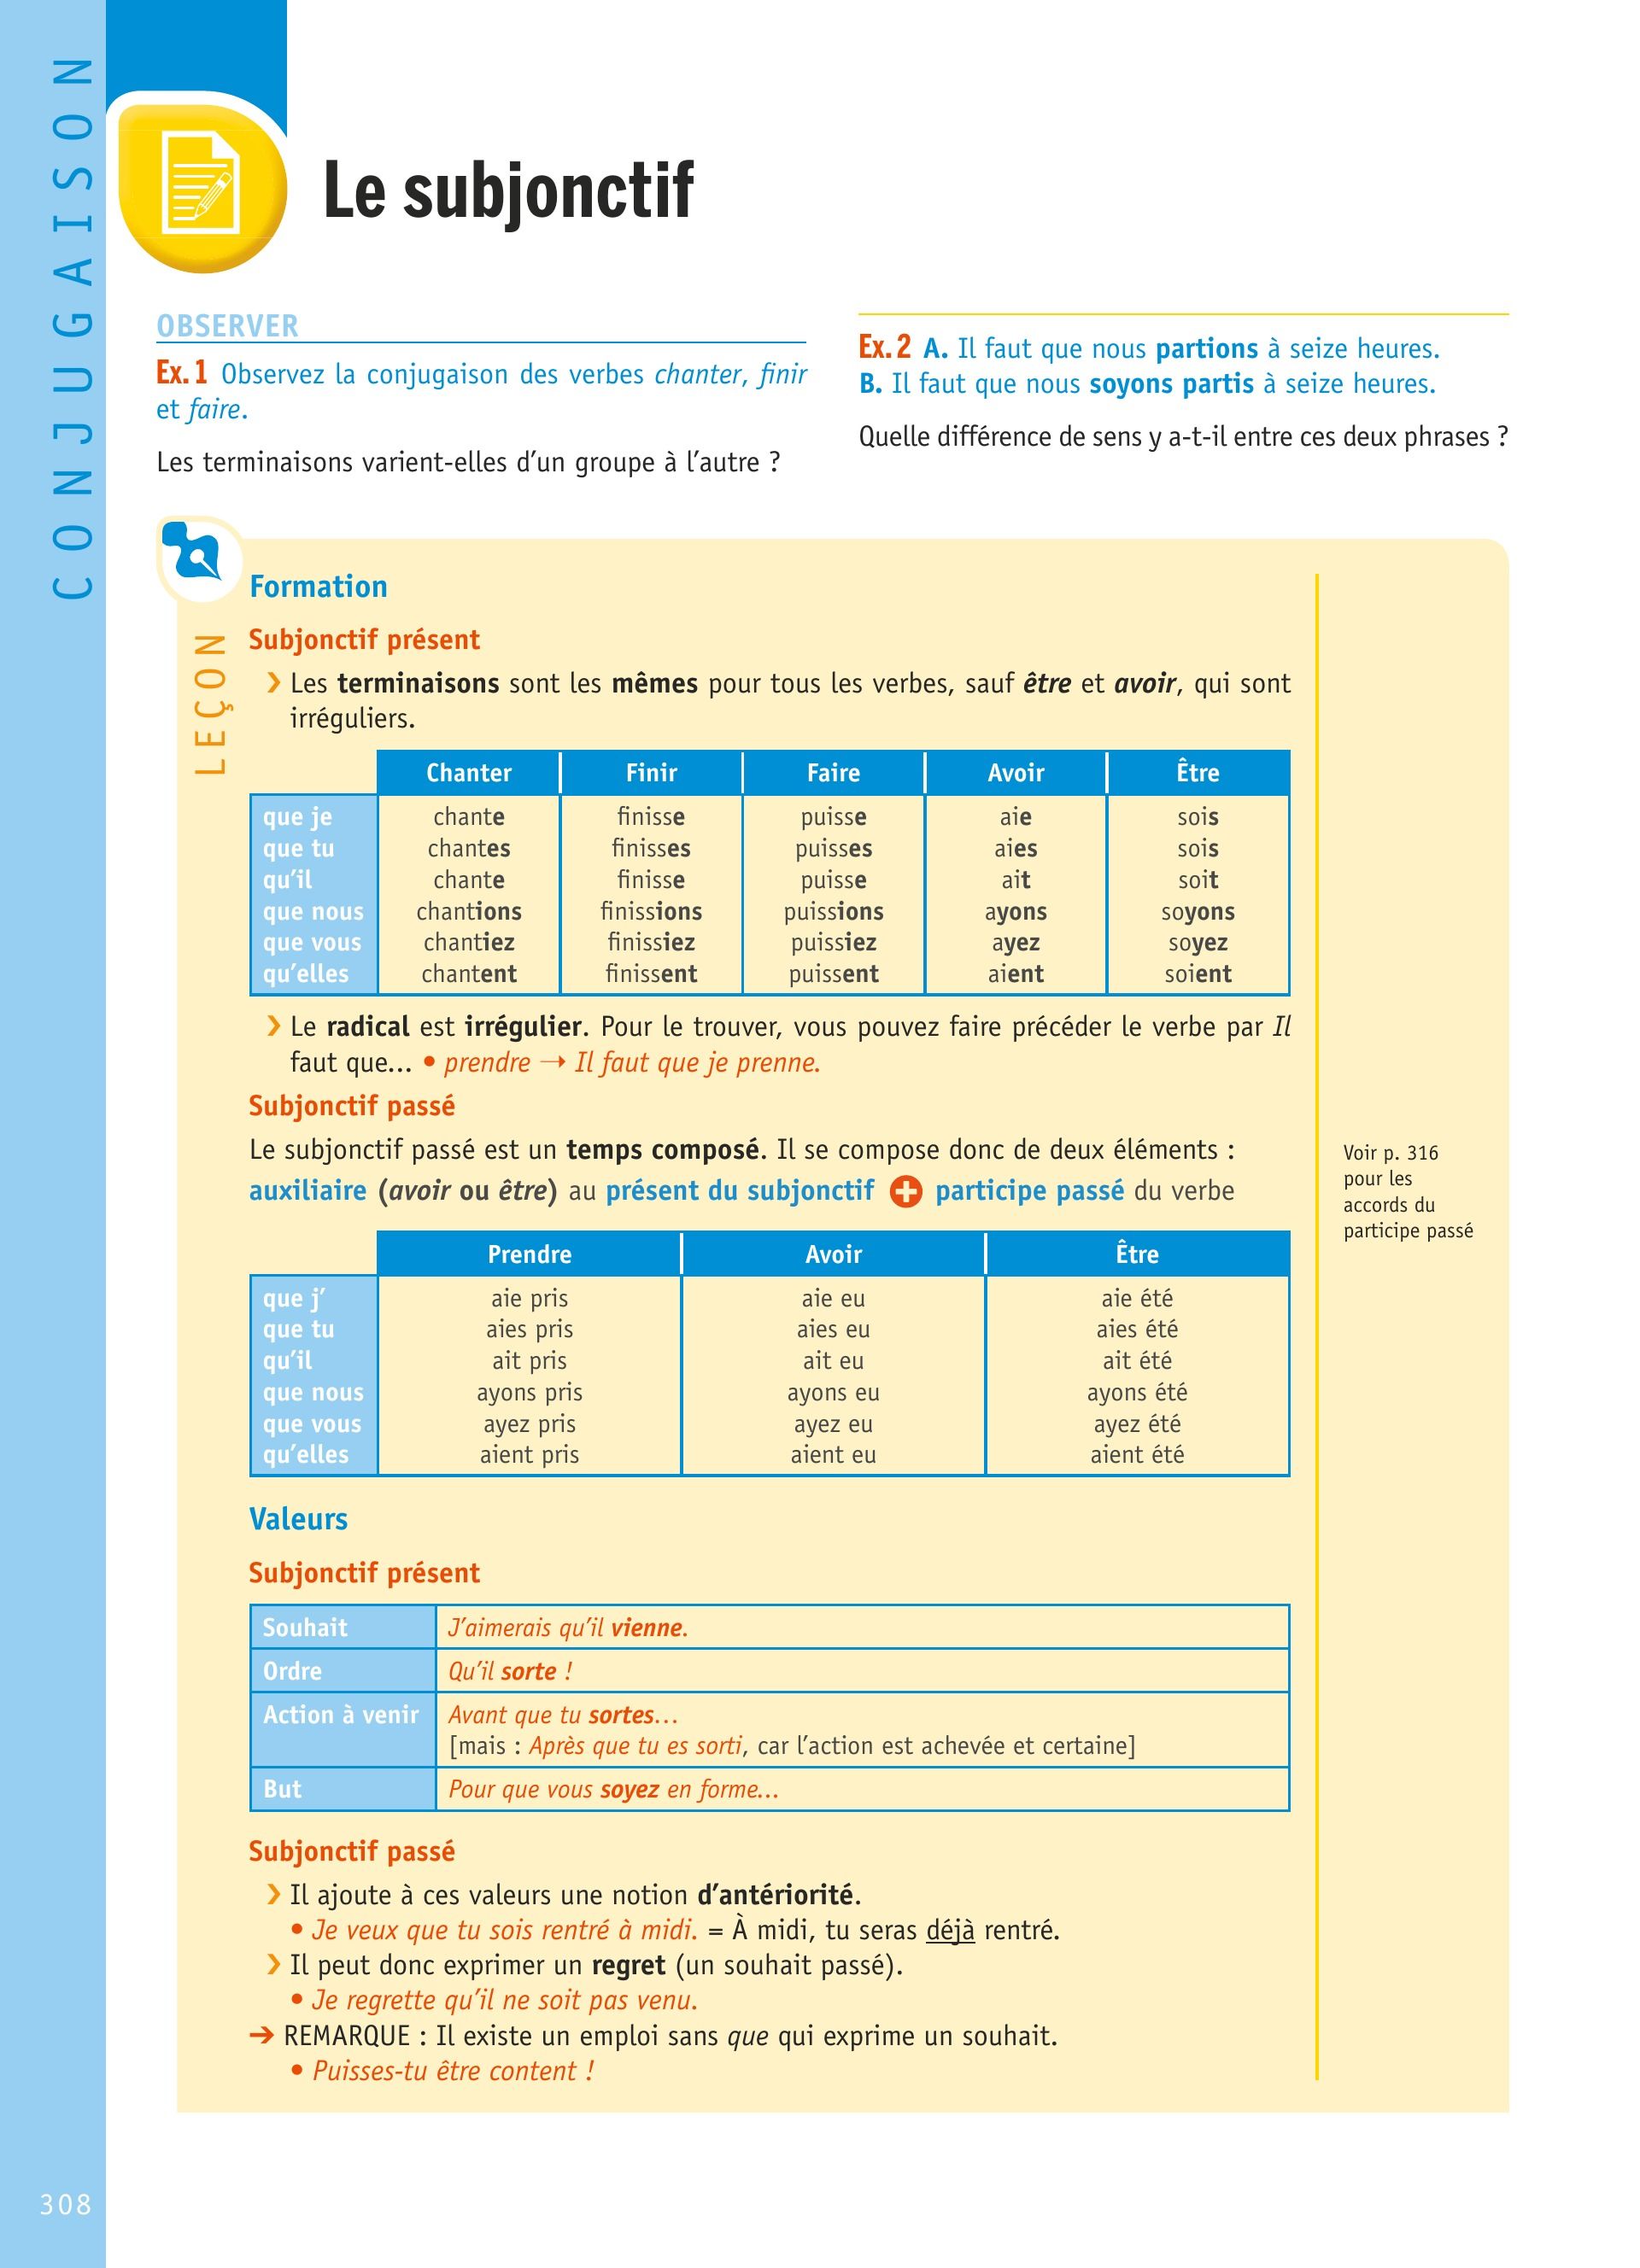 CONJUGAISON
Le subjonctif
OBSERVER
Ex. 1 Observez la conjugaison des verbes chanter, finir
et faire.
Les terminaisons varient-elles d’un groupe à l’autre ?
Ex. 2 A. Il faut que nous partions à seize heures.
B. Il faut que nous soyons partis à seize heures.
Quelle différence de sens y a-t-il entre ces deux phrases ?
LEÇON
Formation
Subjonctif présent
› Les terminaisons sont les mêmes pour tous les verbes, sauf être et avoir, qui sont
irréguliers.
Chanter Finir Faire Avoir Être
que je chante finisse puisse aie sois
que tu chantes finisses puisses aies sois
qu’il chante finisse puisse ait soit
que nous chantions finissions puissions ayons soyons
que vous chantiez finissiez puissiez ayez soyez
qu’elles chantent finissent puissent aient soient
› Le radical est irrégulier. Pour le trouver, vous pouvez faire précéder le verbe par Il
faut que… • prendre → Il faut que je prenne.
Subjonctif passé
Le subjonctif passé est un temps composé. Il se compose donc de deux éléments :
auxiliaire (avoir ou être) au présent du subjonctif + participe passé du verbe
Voir p. 316
pour les
accords du
participe passé
Prendre Avoir Être
que j’ aie pris aie eu aie été
que tu aies pris aies eu aies été
qu’il ait pris ait eu ait été
que nous ayons pris ayons eu ayons été
que vous ayez pris ayez eu ayez été
qu’elles aient pris aient eu aient été
Valeurs
Subjonctif présent
Souhait J’aimerais qu’il vienne.
Ordre Qu’il sorte !
Action à venir Avant que tu sortes…
[mais : Après que tu es sorti, car l’action est achevée et certaine]
But Pour que vous soyez en forme…
Subjonctif passé
› Il ajoute à ces valeurs une notion d’antériorité.
• Je veux que tu sois rentré à midi. = À midi, tu seras déjà rentré.
› Il peut donc exprimer un regret (un souhait passé).
• Je regrette qu’il ne soit pas venu.
→ REMARQUE : Il existe un emploi sans que qui exprime un souhait.
• Puisses-tu être content !
308